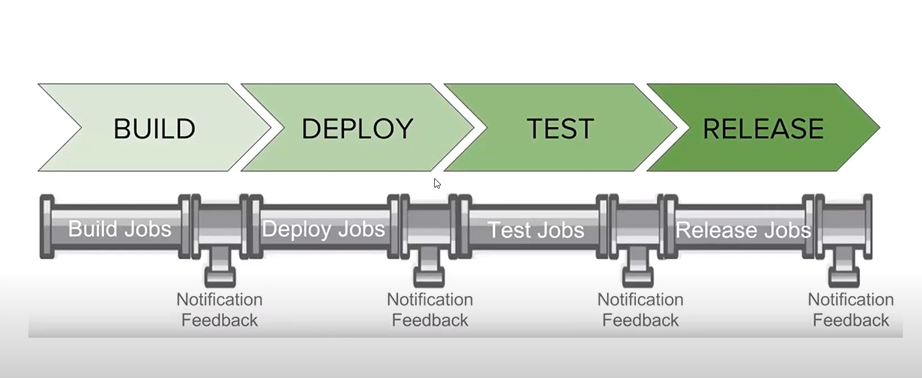 BUILD
DEPLOY
TEST
RELEASE
Build Jobs
Deploy Jobs
Test Jobs
Release Jobs
Notification
Feedback
Notification
Feedback
Notification
Feedback
Notification
Feedback